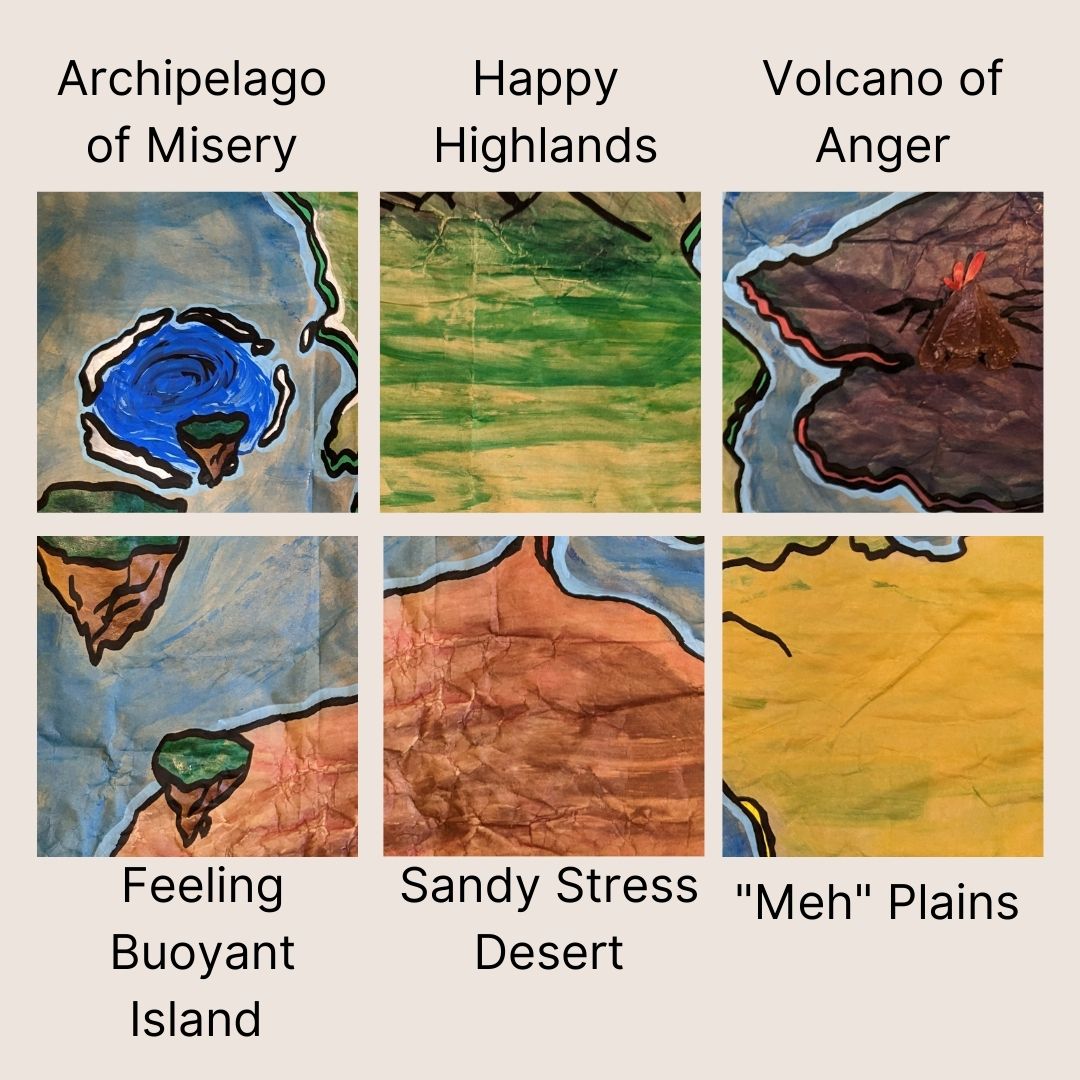 Archipelago
of Misery
Happy
Highlands
Volcano of
Anger
Feeling
Buoyant
Island
Sandy Stress
Desert
"Meh" Plains